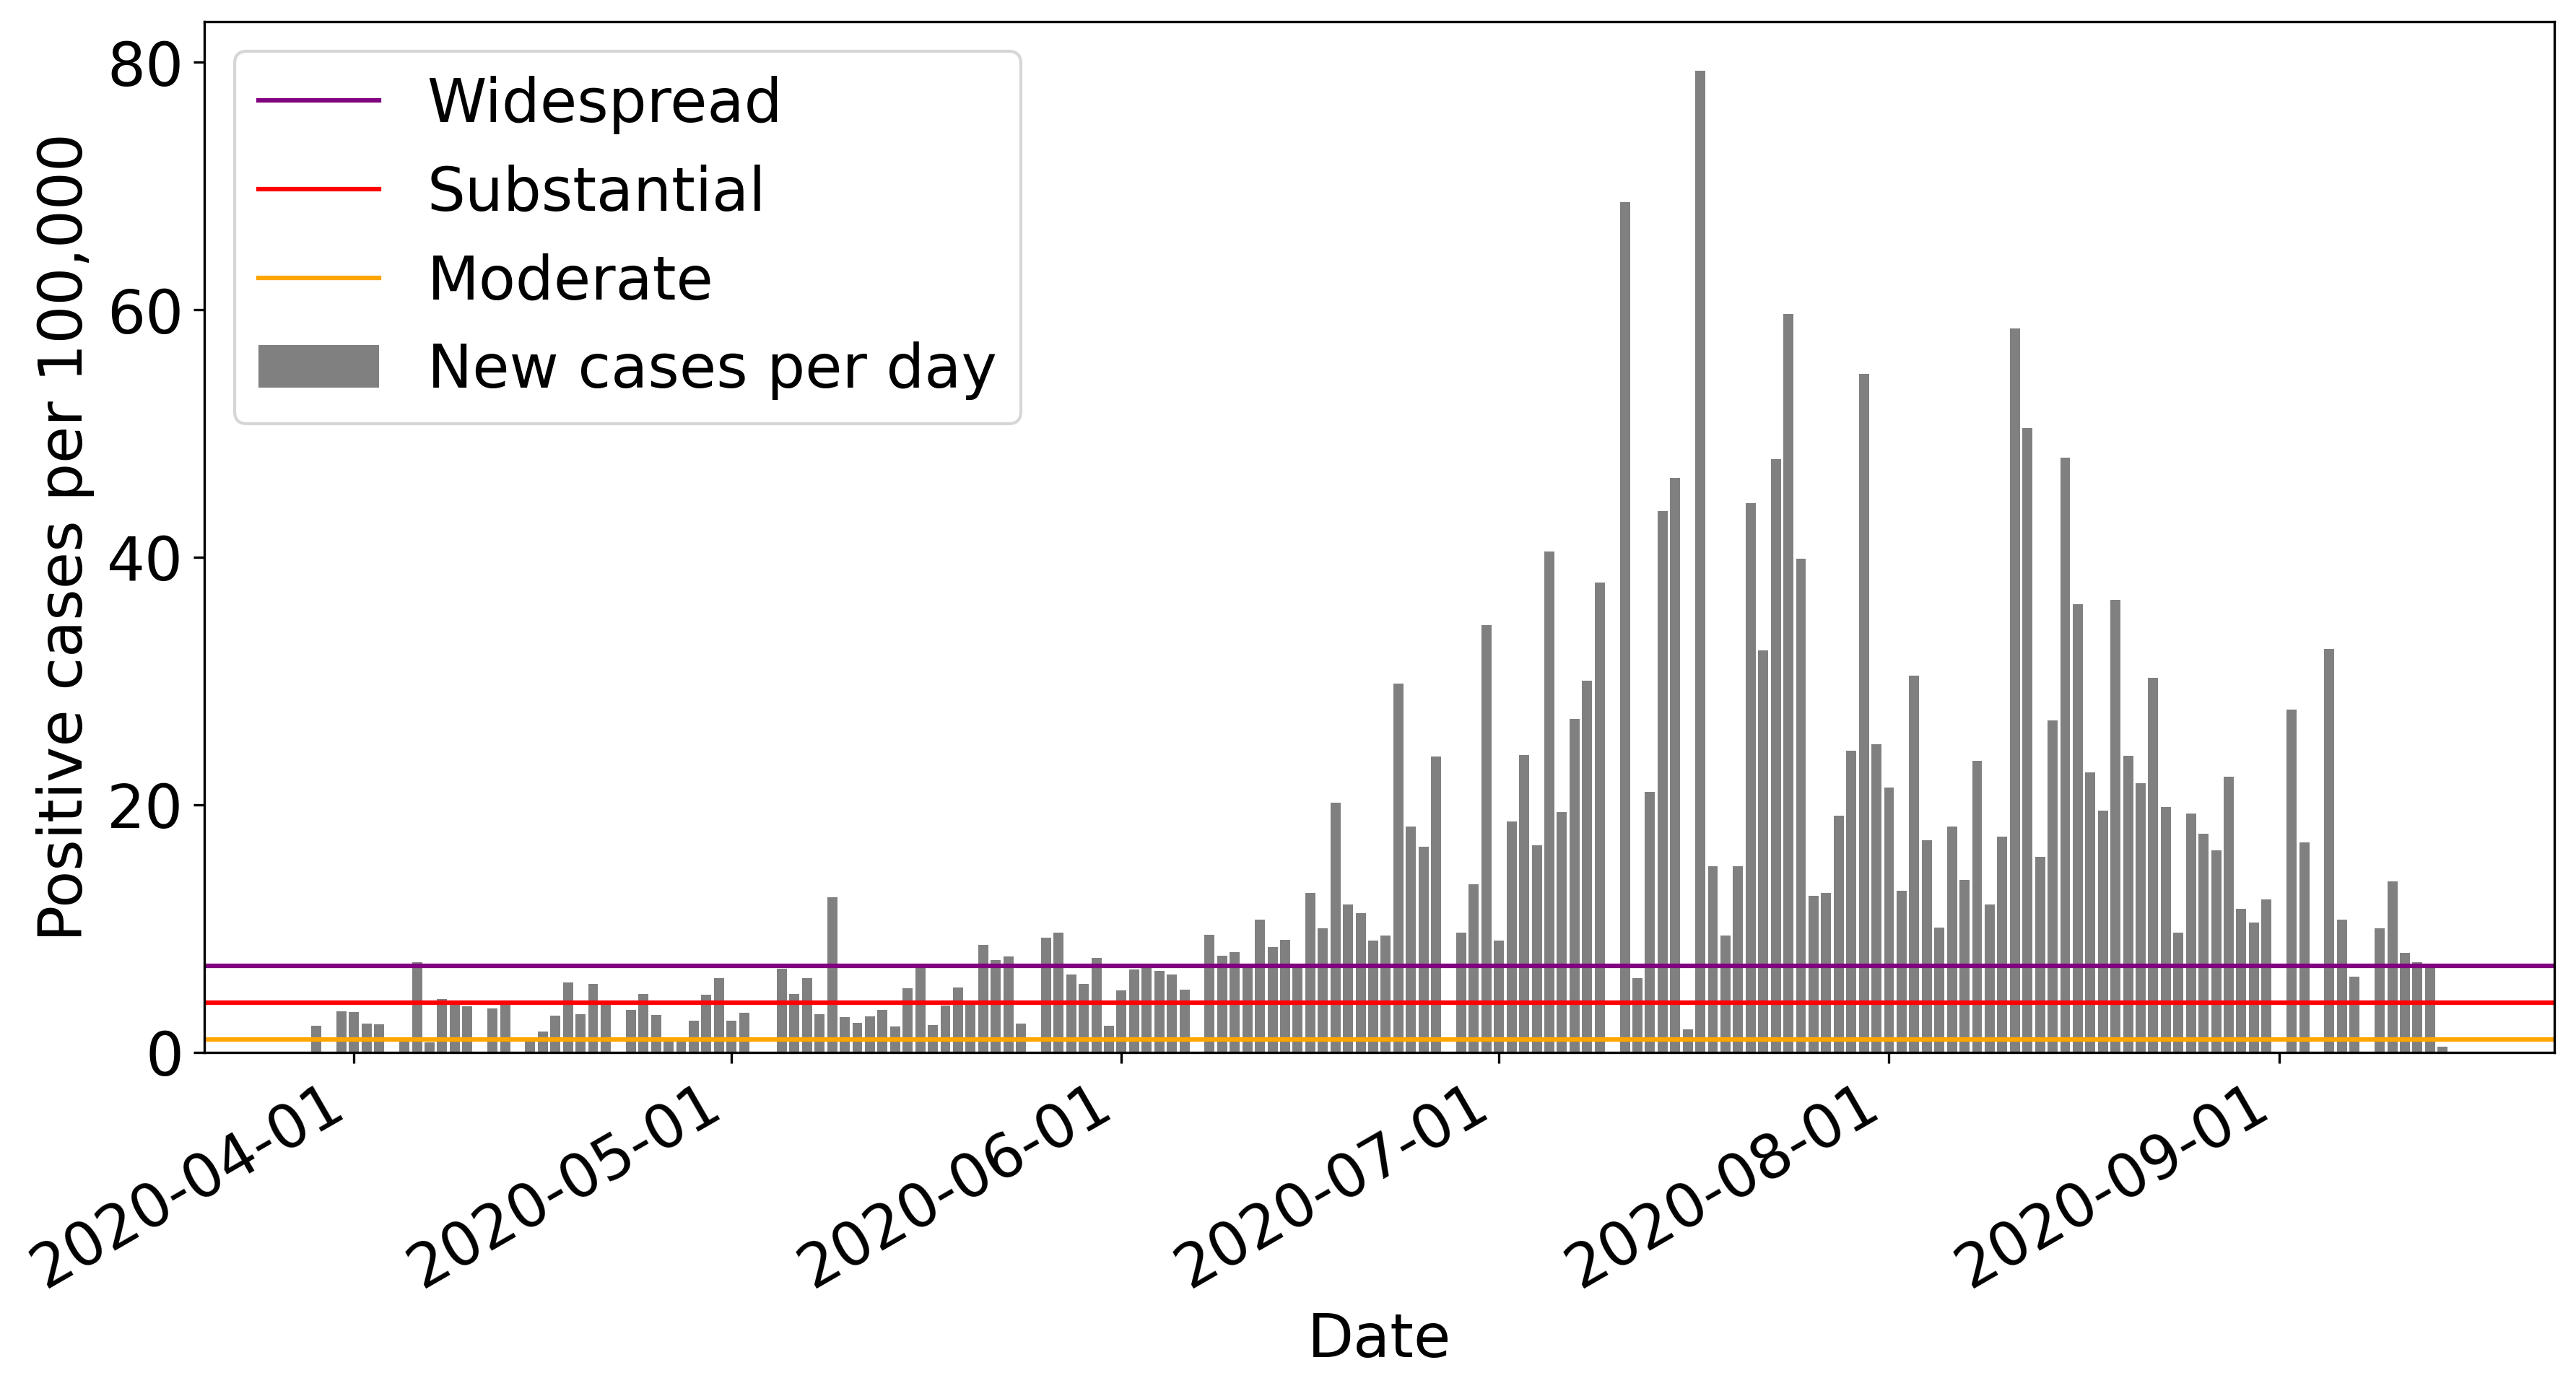 80
60
40
20
0
Positive cases per 100,000
Widespread
Substantial
Moderate
New cases per day
2020-04-01
2020-05-01
2020-06-01
2020-07-01
2020-08-01
2020-09-01
Date